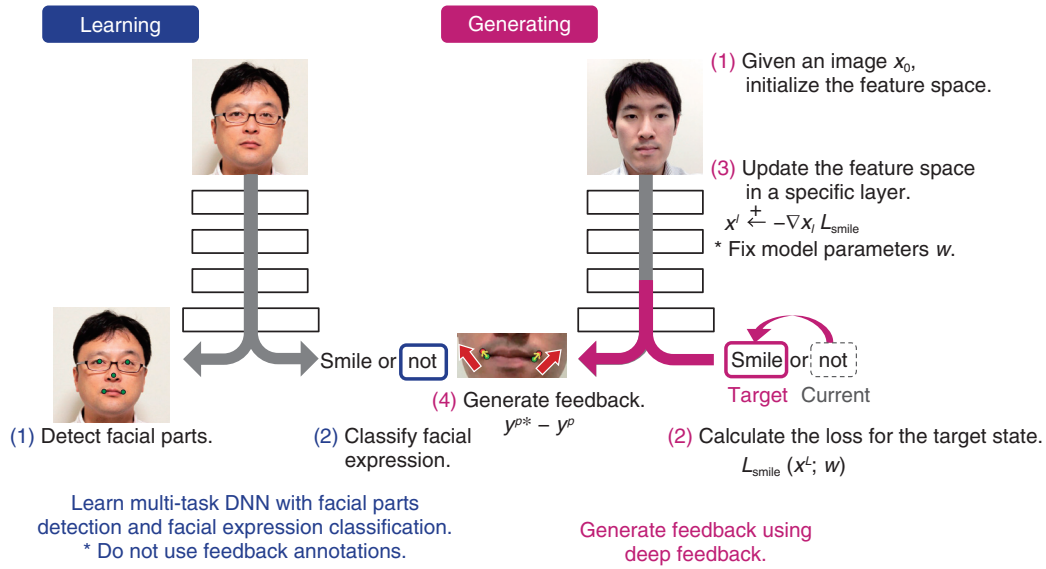 Learning
Generating
(1) Given an image x₀,
initialize the feature space.
(3) Update the feature space
in a specific layer.
xˡ ←⁺ −∇xₗ Lsmile
* Fix model parameters w.
Smile or not
Smile or not
Target Current
(1) Detect facial parts.
(2) Classify facial
expression.
(4) Generate feedback.
yᵖ* − yᵖ
(2) Calculate the loss for the target state.
Lsmile (xᴸ; w)
Learn multi-task DNN with facial parts
detection and facial expression classification.
* Do not use feedback annotations.
Generate feedback using
deep feedback.